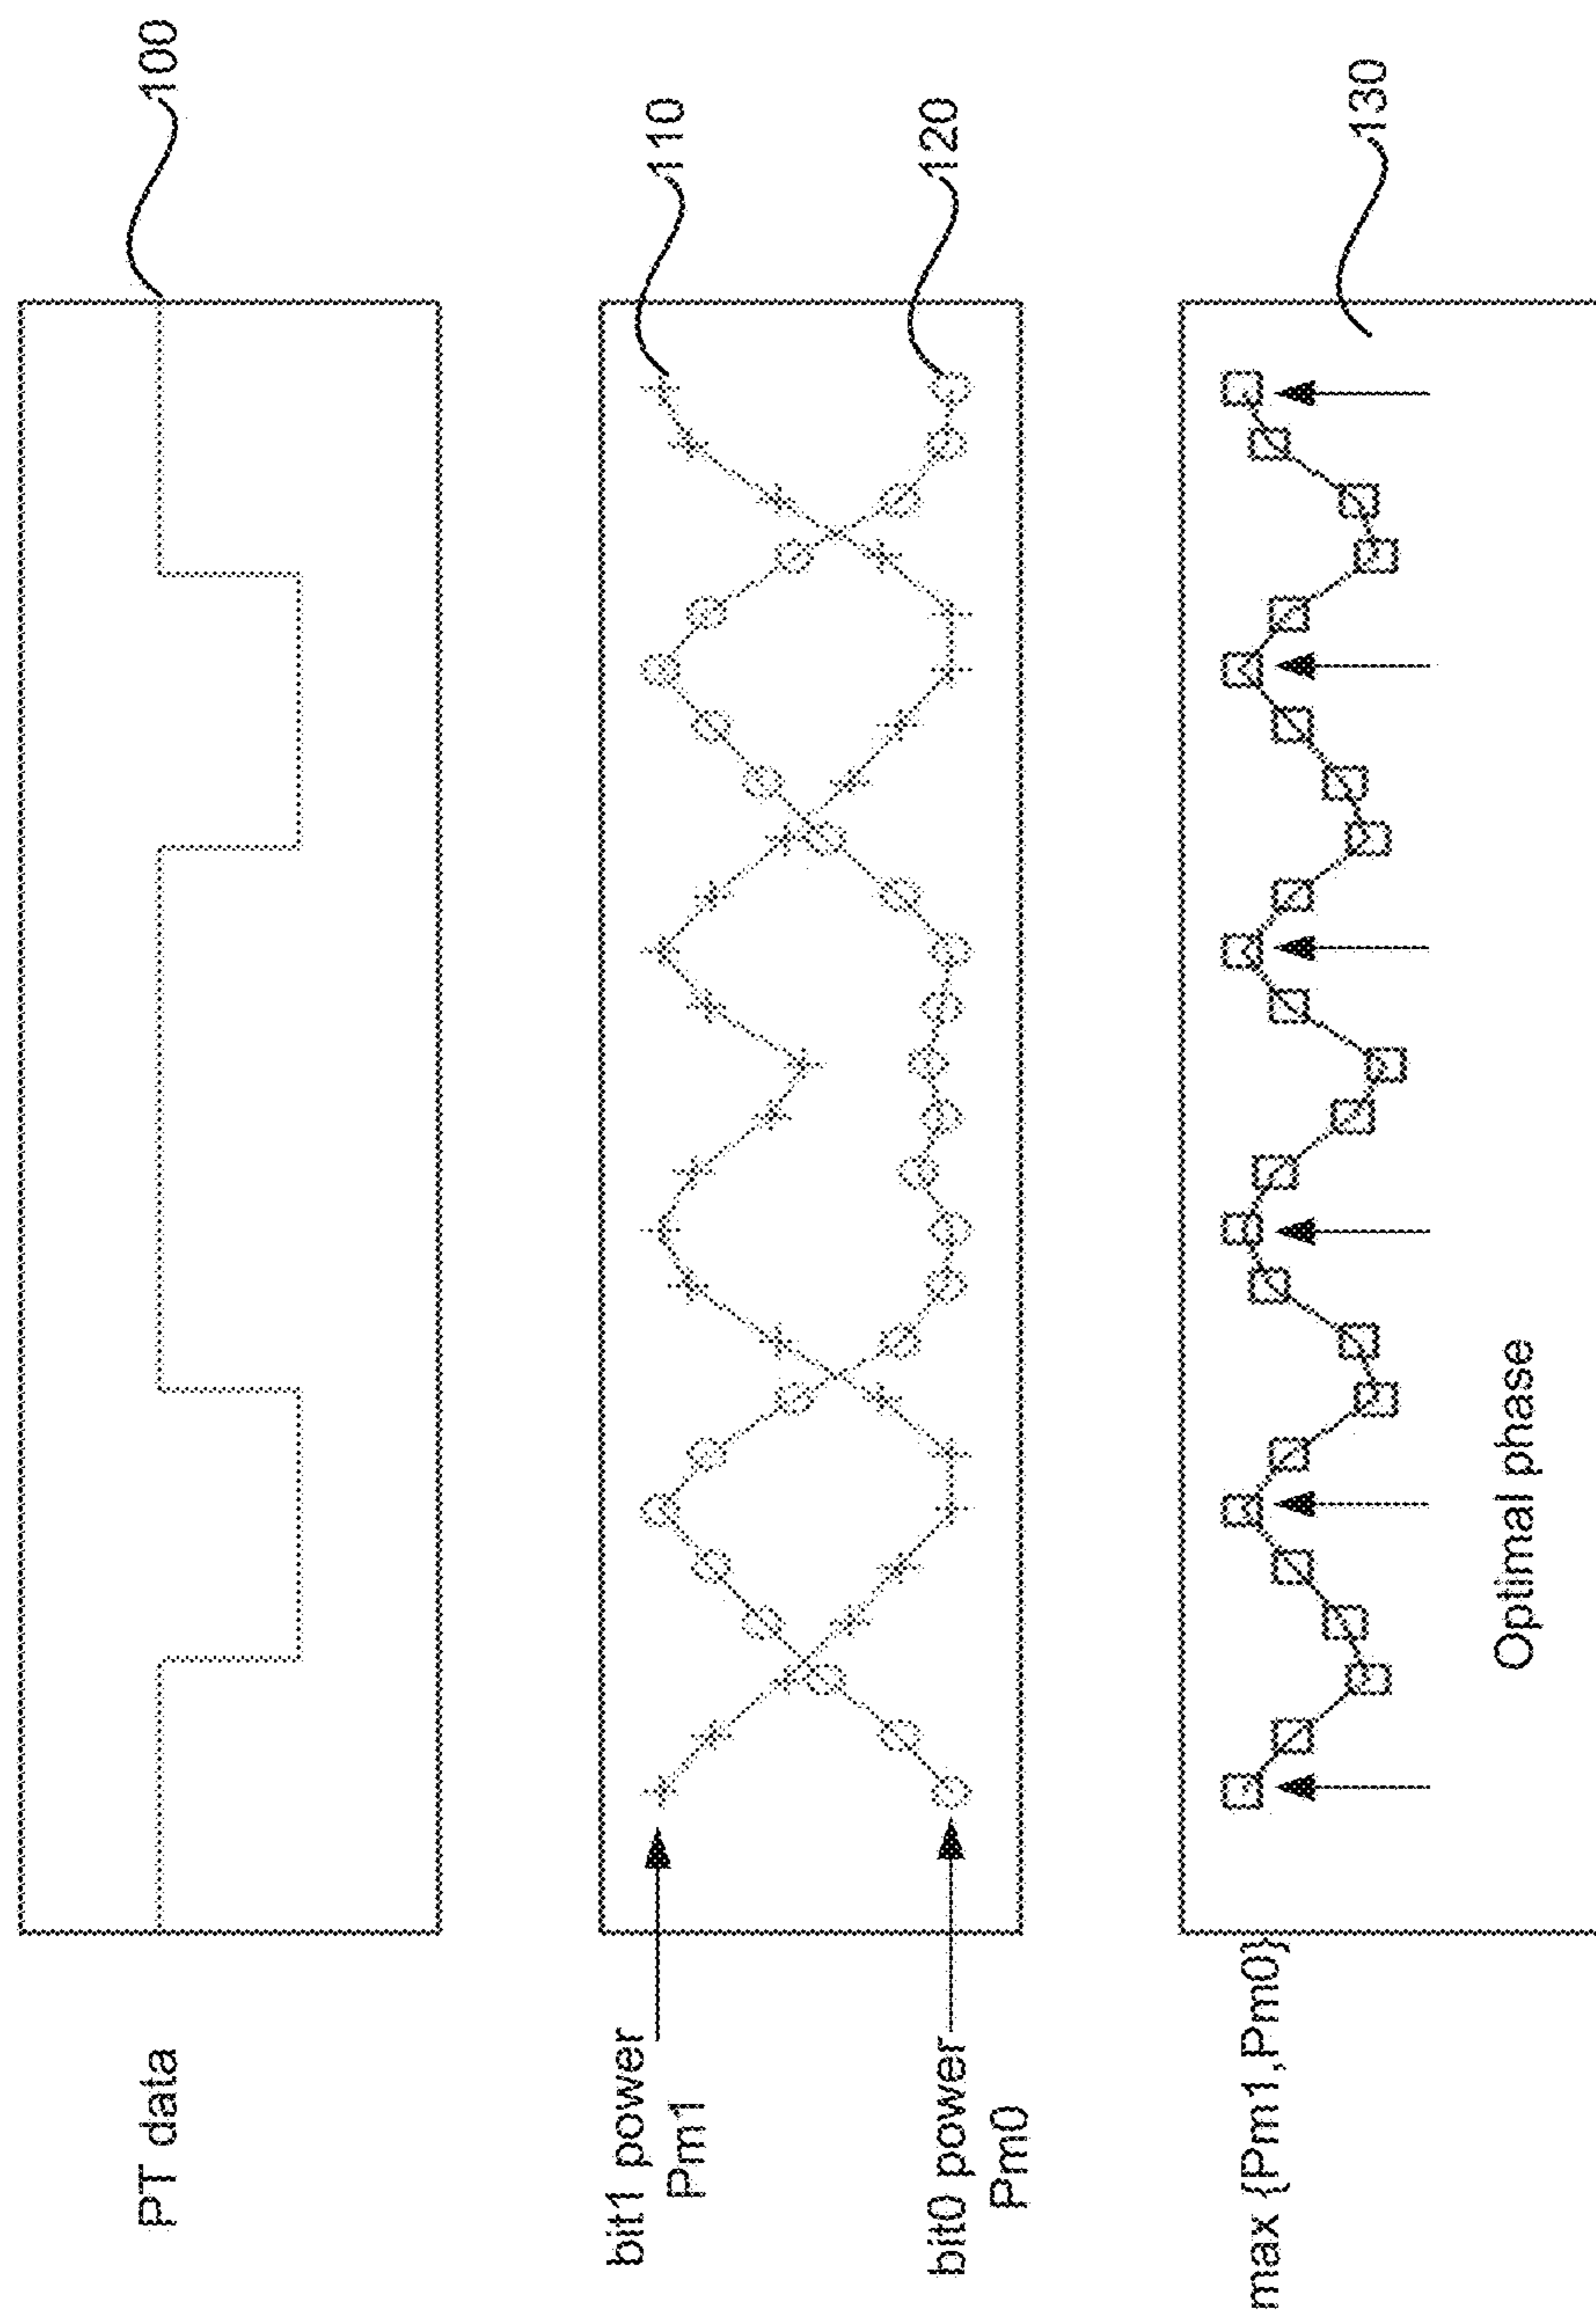 PT data
100
bit1 power
Pm1
110
bit0 power
Pm0
120
max {Pm1,Pm0}
130
Optimal phase